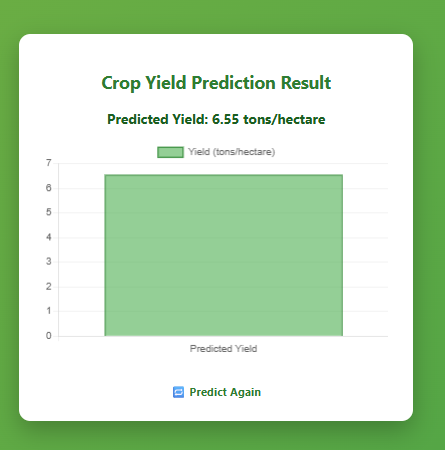 Crop Yield Prediction Result
Predicted Yield: 6.55 tons/hectare
Yield (tons/hectare)
7
6
5
4
3
2
1
0
Predicted Yield
🔁 Predict Again